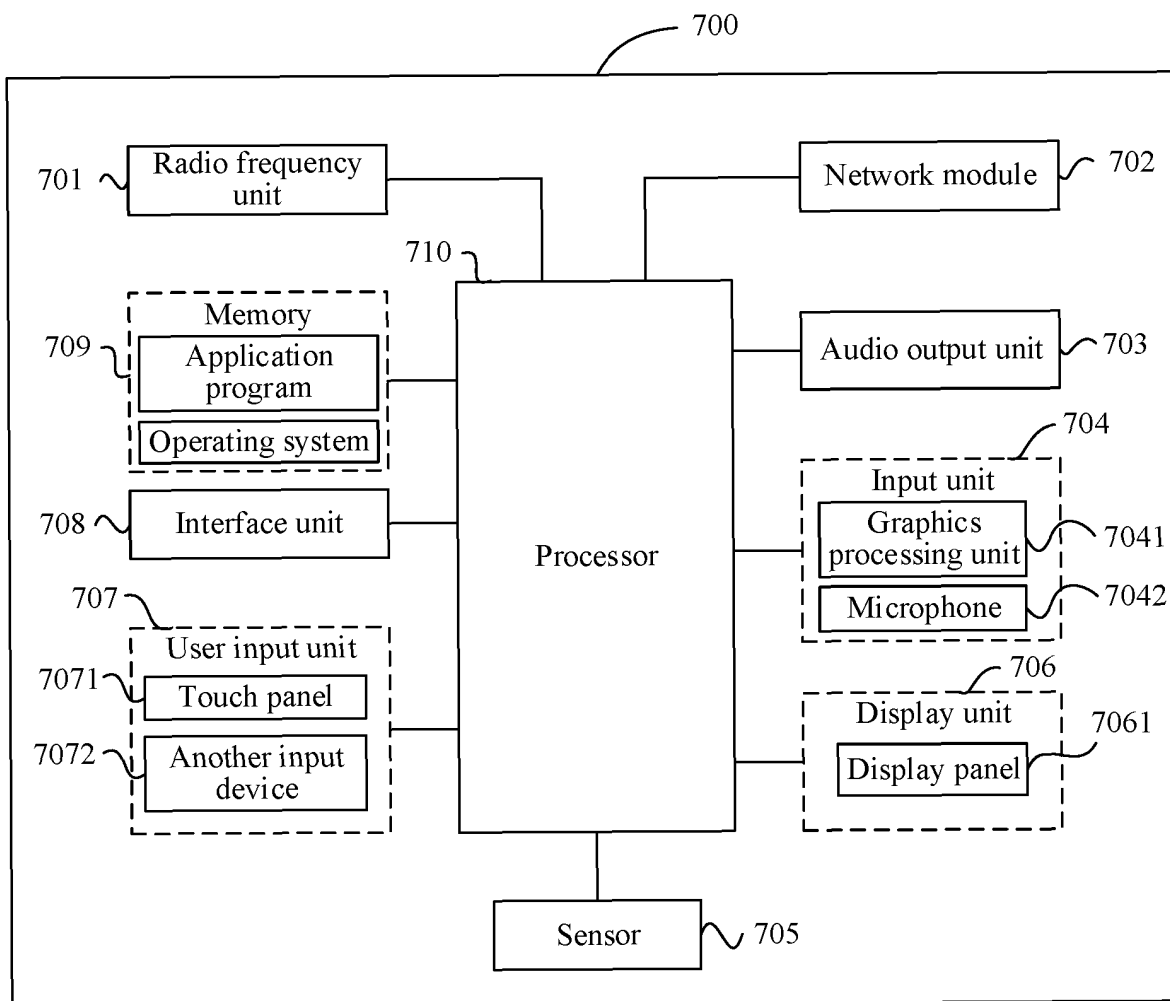 700
701
Radio frequency
unit
Network module
702
710
709
Memory
Application
program
Operating system
Audio output unit
703
704
Input unit
Graphics
processing unit
7041
Microphone
7042
708
Interface unit
Processor
707
User input unit
7071
Touch panel
7072
Another input
device
706
Display unit
7061
Display panel
Sensor
705